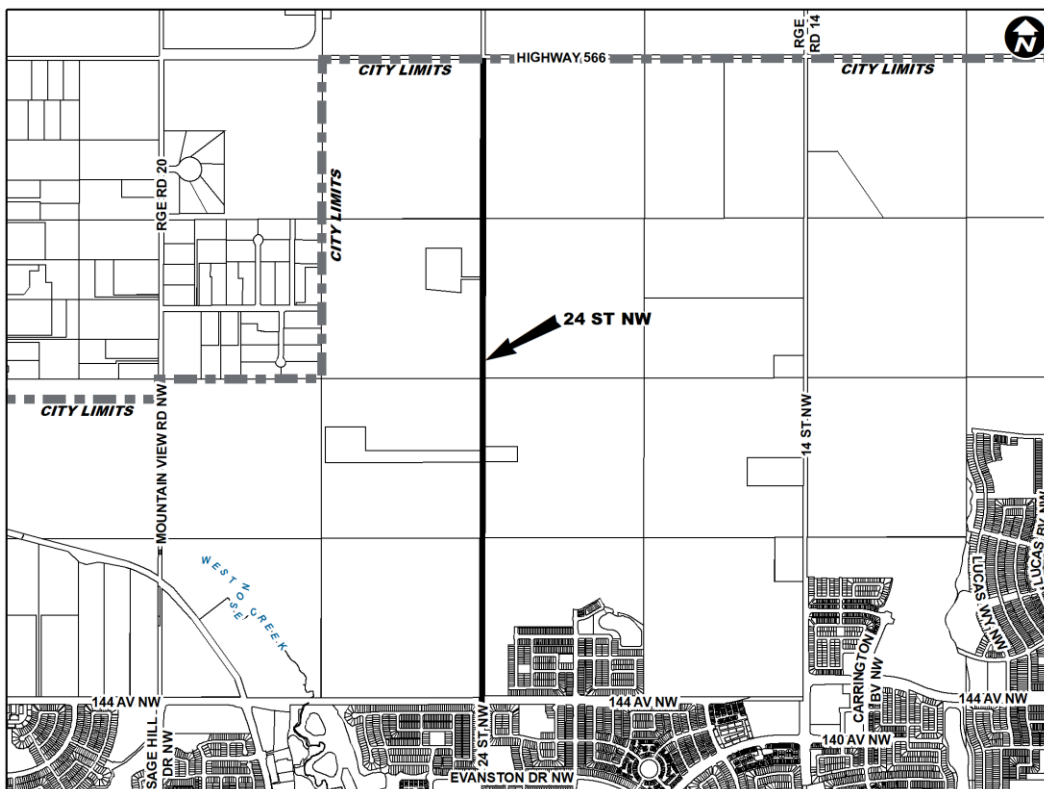 RGE
RD 14
N
HIGHWAY 566
CITY LIMITS
CITY LIMITS
RGE RD 20
CITY LIMITS
24 ST NW
CITY LIMITS
MOUNTAIN VIEW RD NW
14 ST NW
LUCAS BV NW
LUCAS WY NW
WEST NOSE CREEK
CARRINGTON
BV NW
144 AV NW
144 AV NW
144 AV NW
SAGE HILL
DR NW
24 ST NW
140 AV NW
EVANSTON DR NW